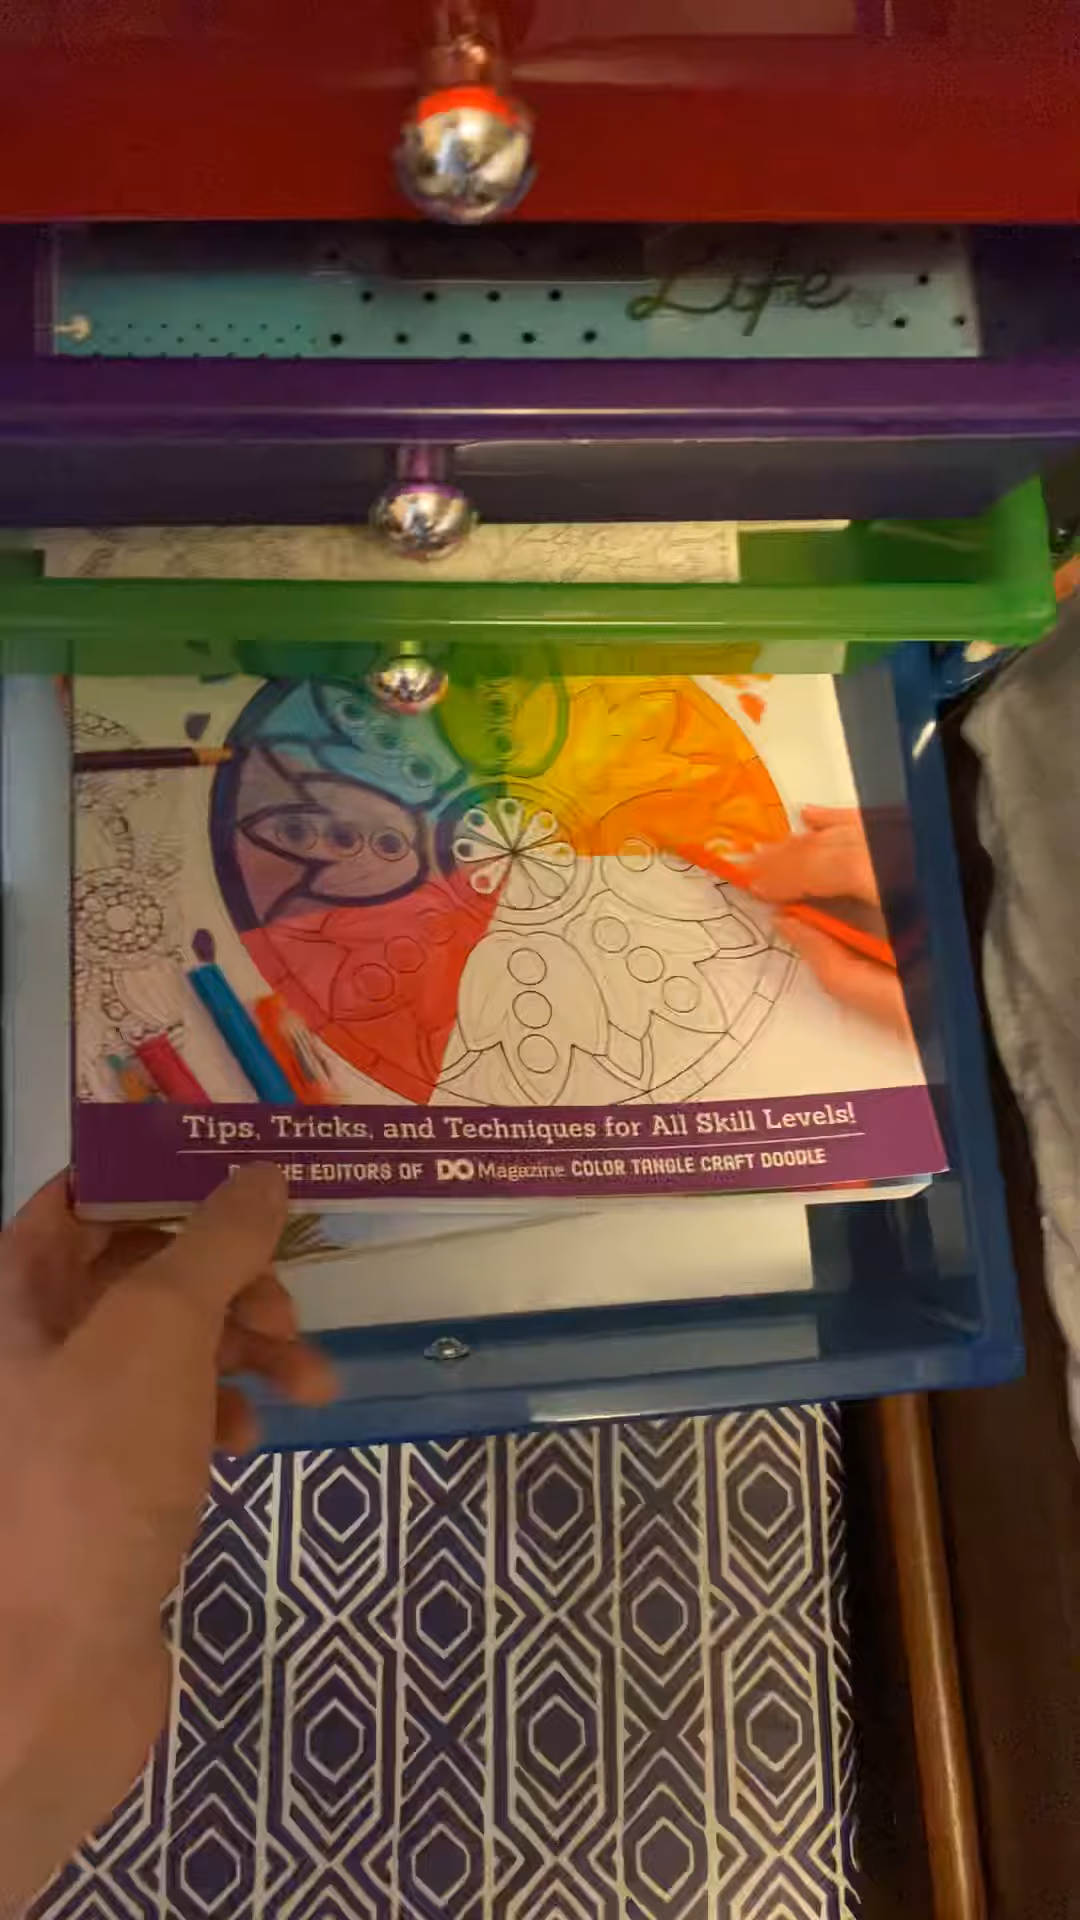 Life
Tips, Tricks, and Techniques for All Skill Levels!
EDITORS OF DO Magazine COLOR TANGLE CRAFT DOODLE